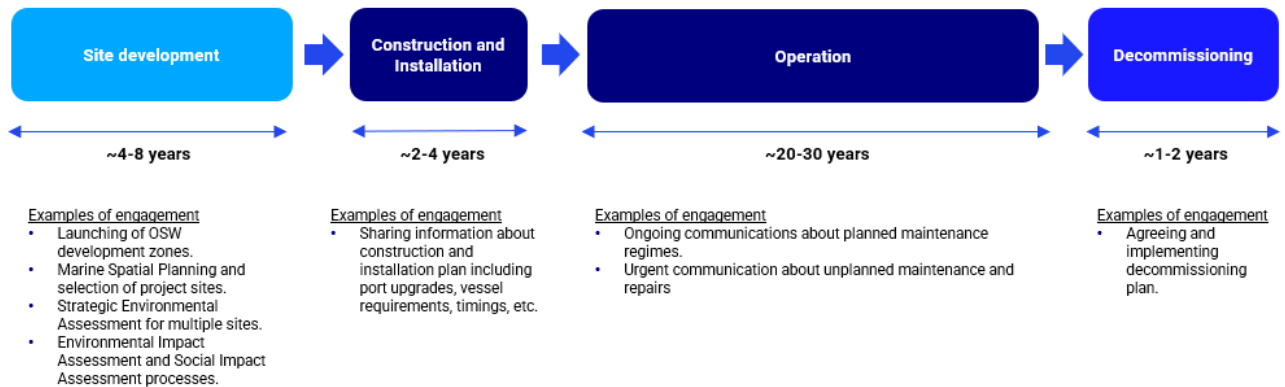 Site development
Construction and
Installation
Operation
Decommissioning
~4-8 years
~2-4 years
~20-30 years
~1-2 years
Examples of engagement
• Launching of OSW
development zones.
• Marine Spatial Planning and
selection of project sites.
• Strategic Environmental
Assessment for multiple sites.
• Environmental Impact
Assessment and Social Impact
Assessment processes.
Examples of engagement
• Sharing information about
construction and
installation plan including
port upgrades, vessel
requirements, timings, etc.
Examples of engagement
• Ongoing communications about planned maintenance
regimes.
• Urgent communication about unplanned maintenance and
repairs
Examples of engagement
• Agreeing and
implementing
decommissioning
plan.